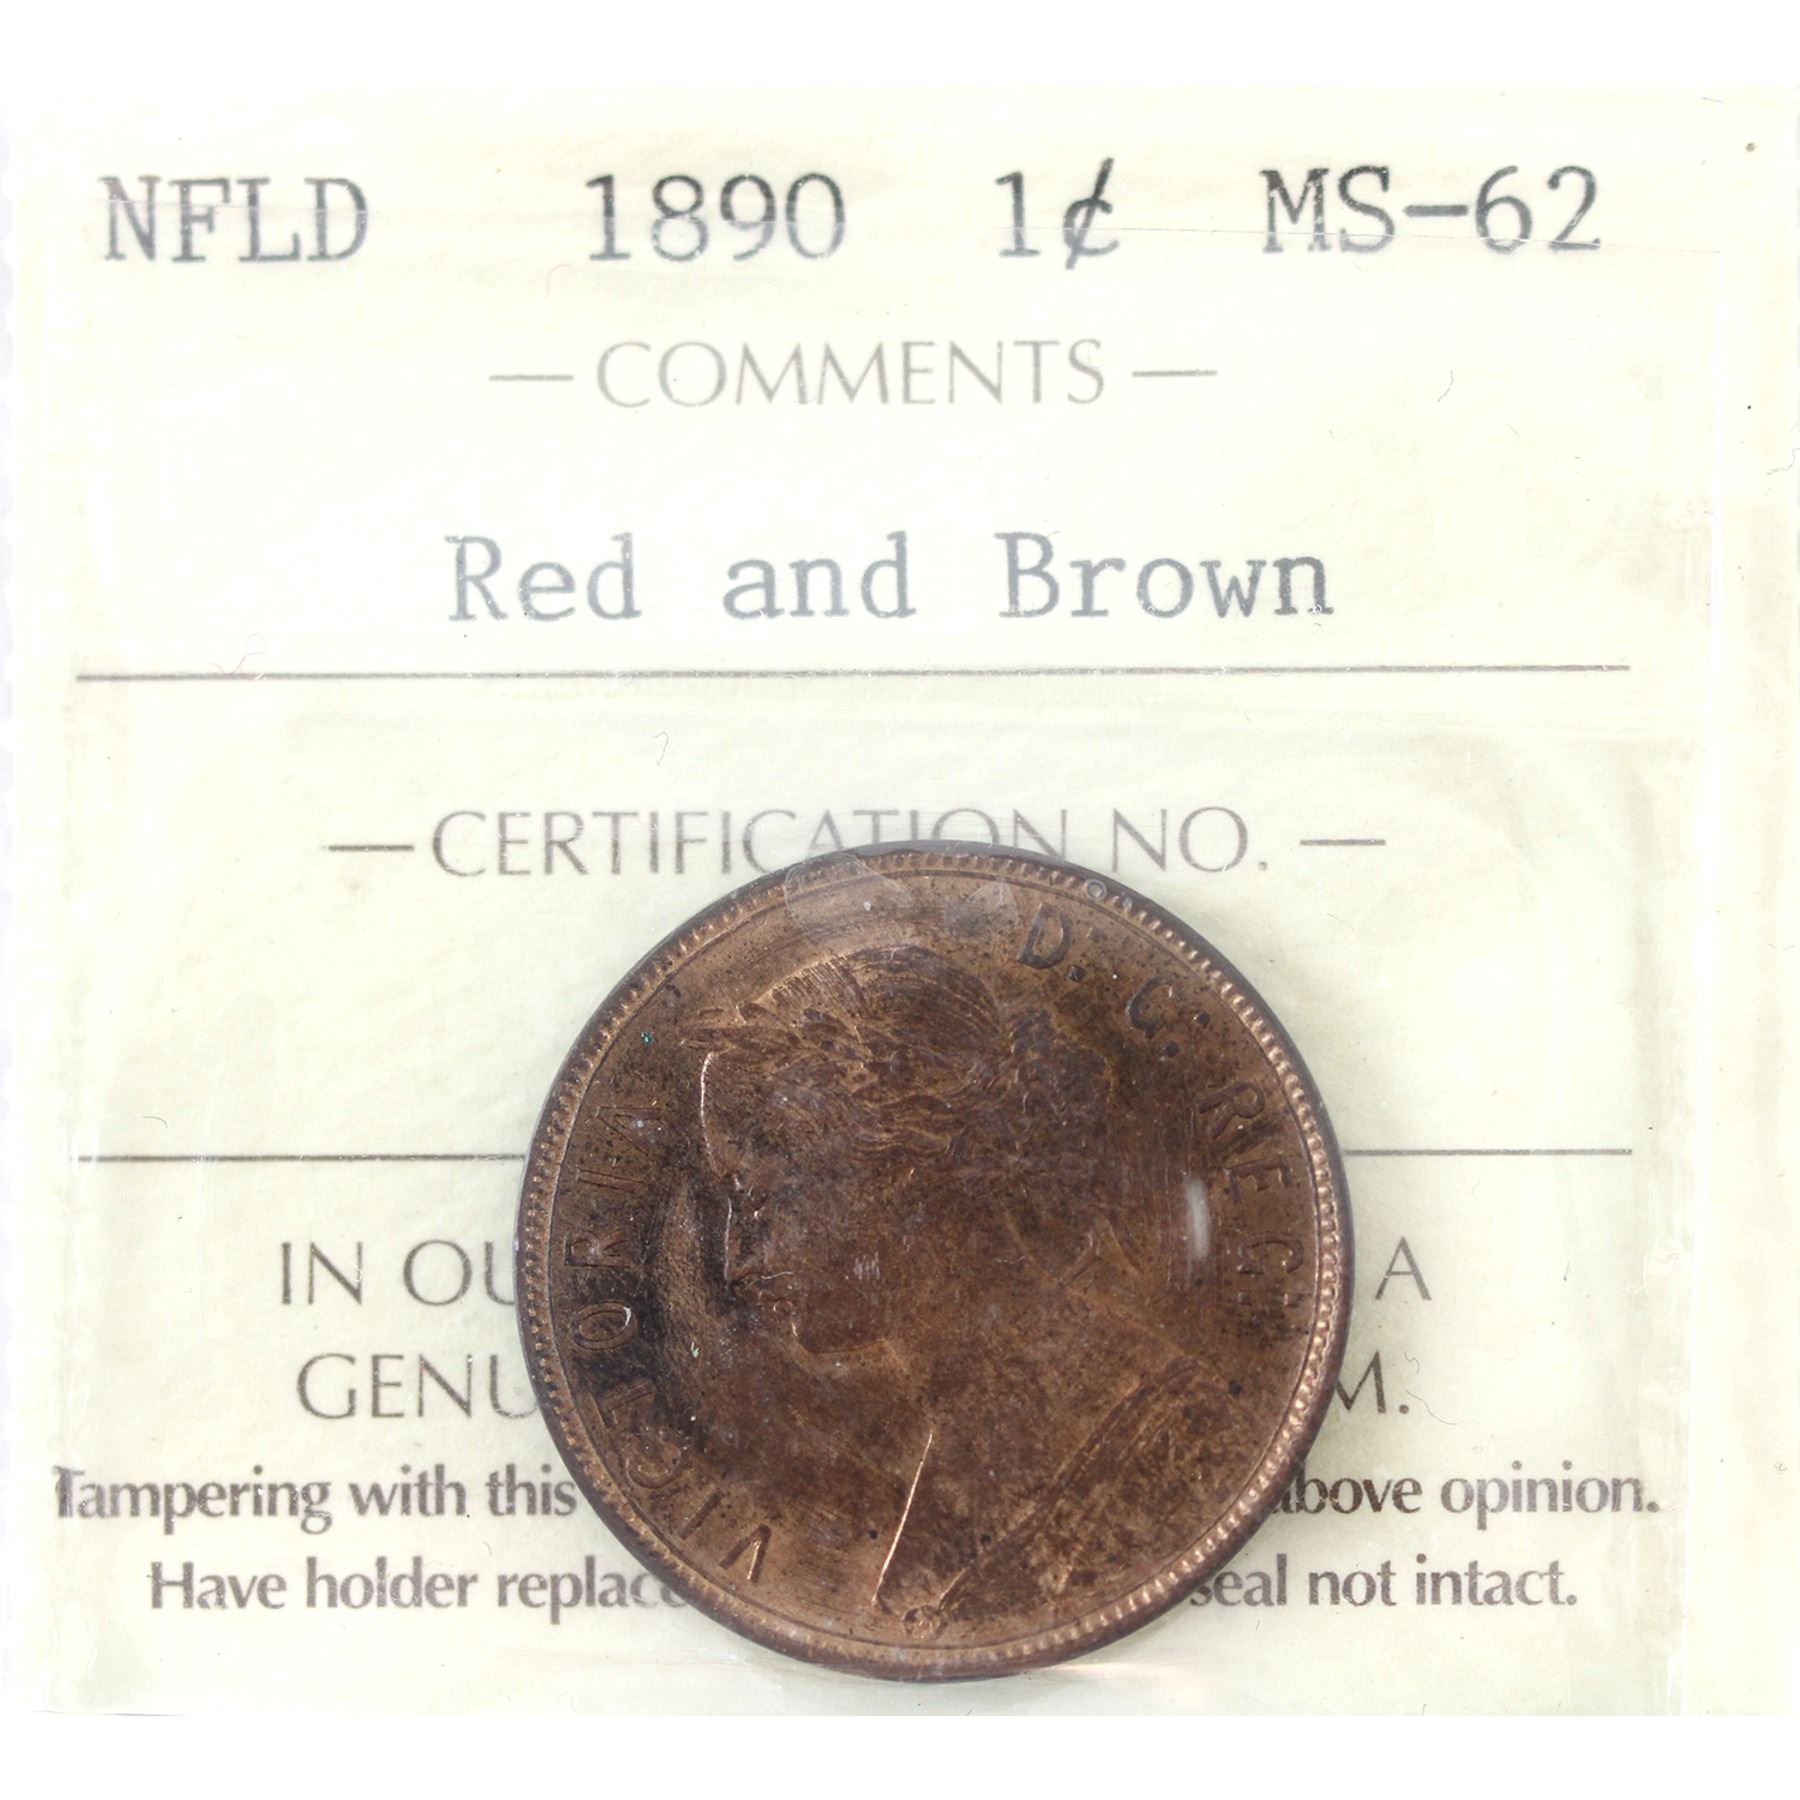 NFLD 1890 1¢ MS-62
— COMMENTS —
Red and Brown
— CERTIFICATION NO. —
IN OU A
GENU M.
Tampering with this above opinion.
Have holder replace seal not intact.
VICTORIA D. G. REG: